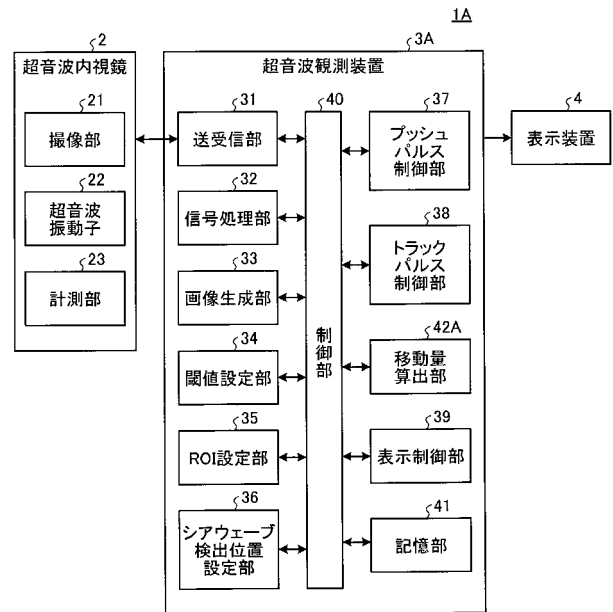 1A
2
超音波内視鏡
21
撮像部
22
超音波
振動子
23
計測部
3A
超音波観測装置
31
送受信部
32
信号処理部
33
画像生成部
34
閾値設定部
35
ROI設定部
36
シアウェーブ
検出位置
設定部
40
制御部
37
プッシュ
パルス
制御部
38
トラック
パルス
制御部
42A
移動量
算出部
39
表示制御部
41
記憶部
4
表示装置